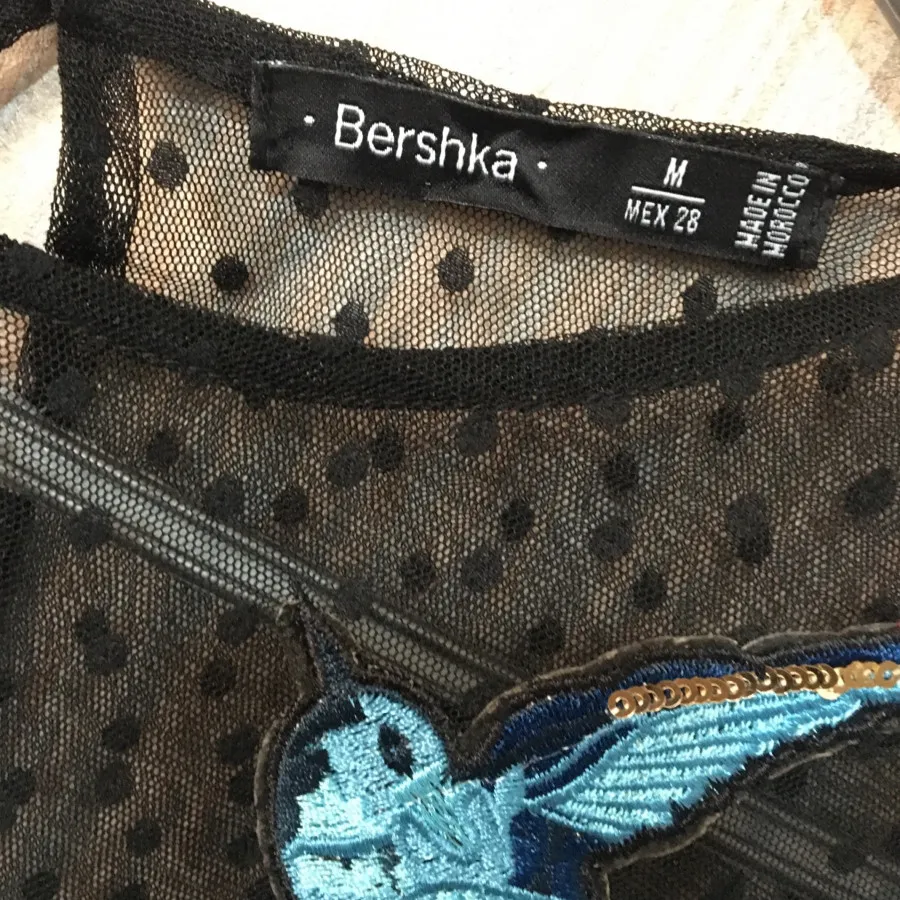 · Bershka ·
M
MEX 28
MADE IN
MOROCCO